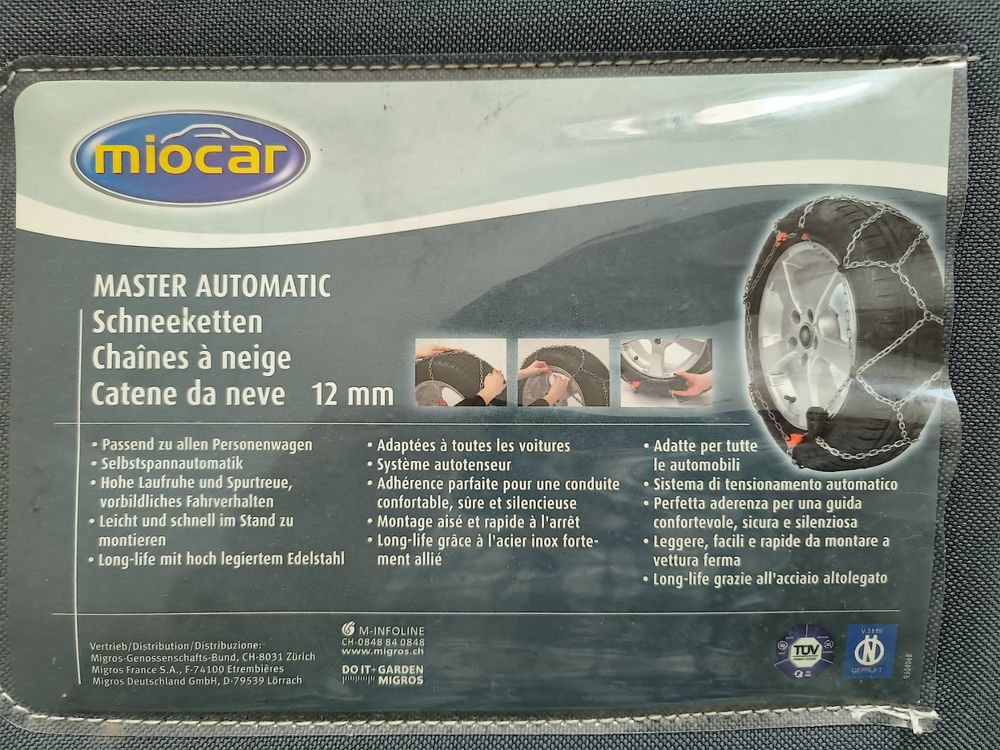 miocar
MASTER AUTOMATIC
Schneeketten
Chaînes à neige
Catene da neve 12 mm
• Passend zu allen Personenwagen
• Selbstspannautomatik
• Hohe Laufruhe und Spurtreue,
vorbildliches Fahrverhalten
• Leicht und schnell im Stand zu
montieren
• Long-life mit hoch legiertem Edelstahl
• Adaptées à toutes les voitures
• Système autotenseur
• Adhérence parfaite pour une conduite
confortable, sûre et silencieuse
• Montage aisé et rapide à l'arrêt
• Long-life grâce à l'acier inox forte-
ment allié
• Adatte per tutte
le automobili
• Sistema di tensionamento automatico
• Perfetta aderenza per una guida
confortevole, sicura e silenziosa
• Leggere, facili e rapide da montare a
vettura ferma
• Long-life grazie all'acciaio altolegato
Vertrieb/Distribution/Distribuzione:
Migros-Genossenschafts-Bund, CH-8031 Zürich
Migros France S.A., F-74100 Etrembières
Migros Deutschland GmbH, D-79539 Lörrach
M-INFOLINE
CH-0848 84 0848
www.migros.ch
DO IT+GARDEN
MIGROS
TÜV
V 5119
GEPRÜFT